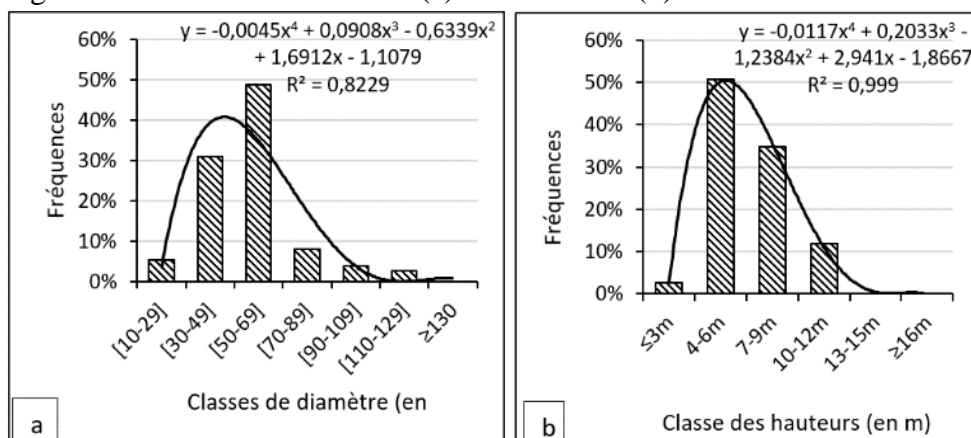 y = -0,0045x⁴ + 0,0908x³ - 0,6339x²
+ 1,6912x - 1,1079
R² = 0,8229
60%
50%
40%
30%
20%
10%
0%
Fréquences
[10-29]
[30-49]
[50-69]
[70-89]
[90-109]
[110-129]
≥130
Classes de diamètre (en
a
y = -0,0117x⁴ + 0,2033x³ -
1,2384x² + 2,941x - 1,8667
R² = 0,999
60%
50%
40%
30%
20%
10%
0%
Fréquences
≤3m
4-6m
7-9m
10-12m
13-15m
≥16m
Classe des hauteurs (en m)
b